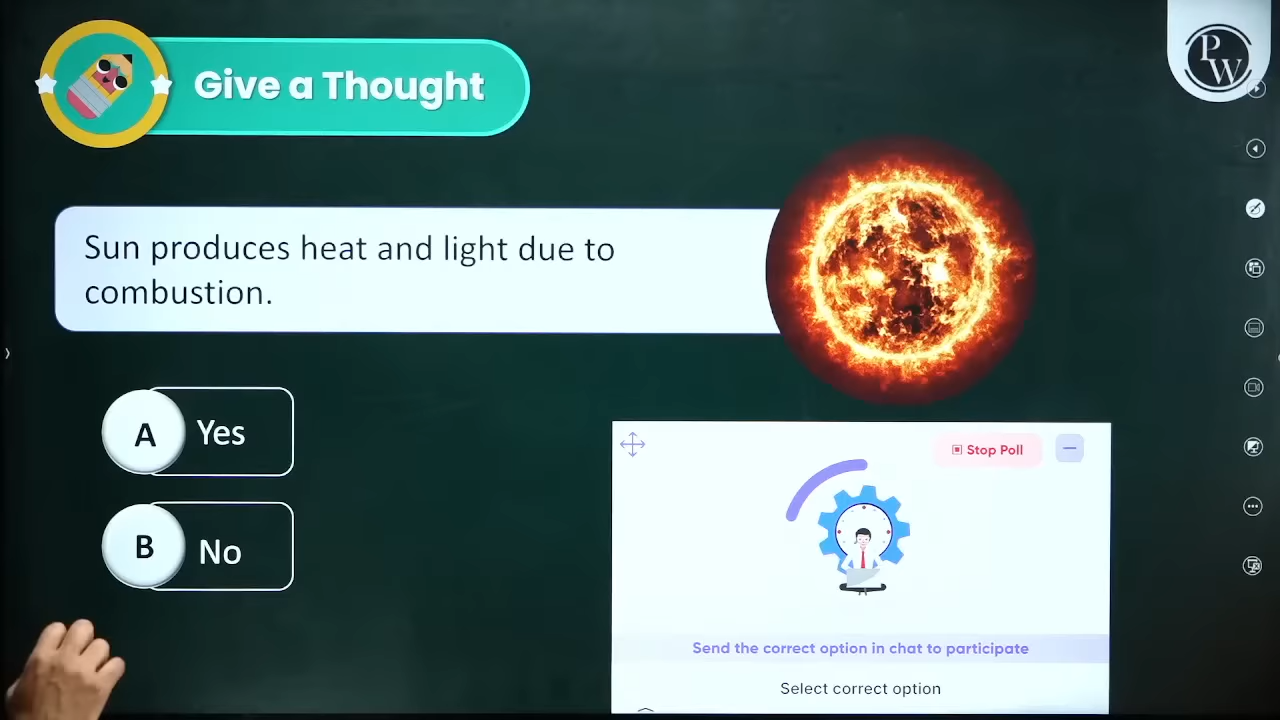 Give a Thought
PW
Sun produces heat and light due to
combustion.
A Yes
B No
Stop Poll
Send the correct option in chat to participate
Select correct option